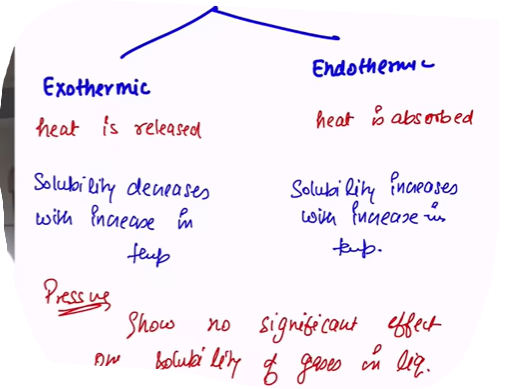 Exothermic
Endothermic
heat is released
heat is absorbed
Solubility decreases
with increase in
temp
Solubility increases
with increase in
temp.
Pressure
Show no significant effect
on solubility of gases in liq.